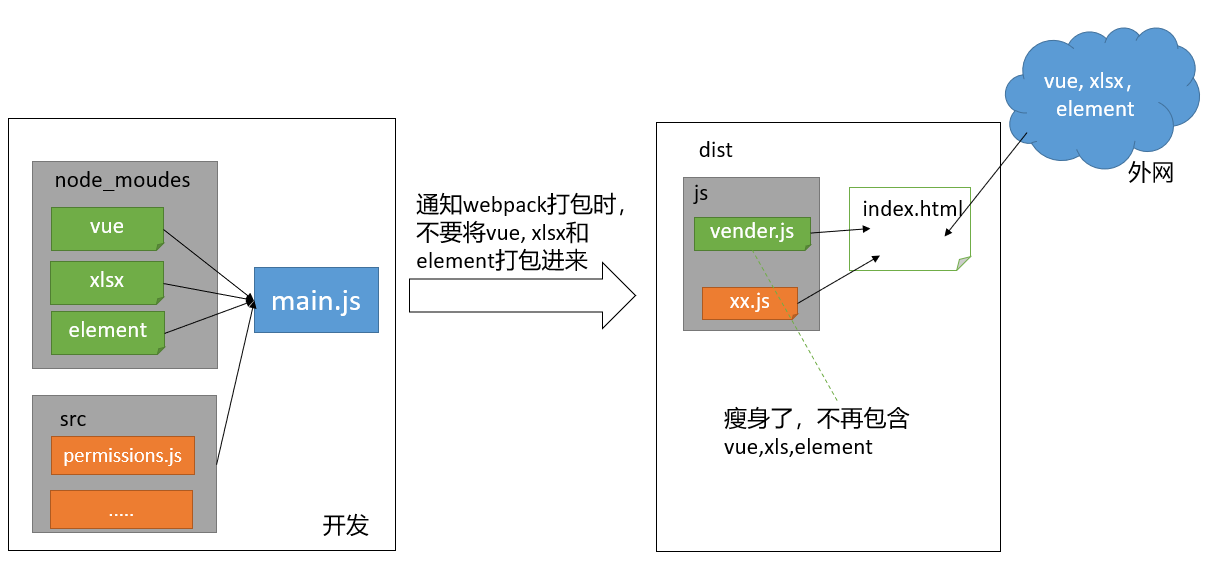 node_moudes
vue
xlsx
element
main.js
src
permissions.js
.....
开发
通知webpack打包时，
不要将vue, xlsx和
element打包进来
dist
js
vender.js
xx.js
index.html
瘦身了，不再包含
vue,xls,element
vue, xlsx，
element
外网